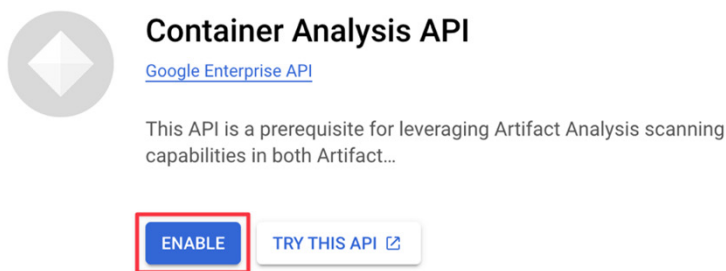 Container Analysis API
Google Enterprise API
This API is a prerequisite for leveraging Artifact Analysis scanning
capabilities in both Artifact…
ENABLE
TRY THIS API